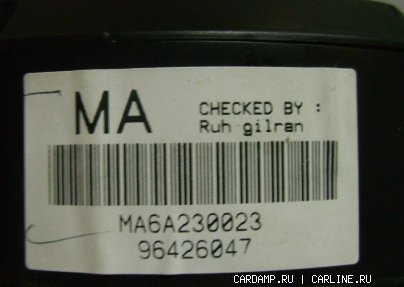 MA
CHECKED BY :
Ruh gilran
MA6A230023
96426047
CARDAMP.RU | CARLINE.RU